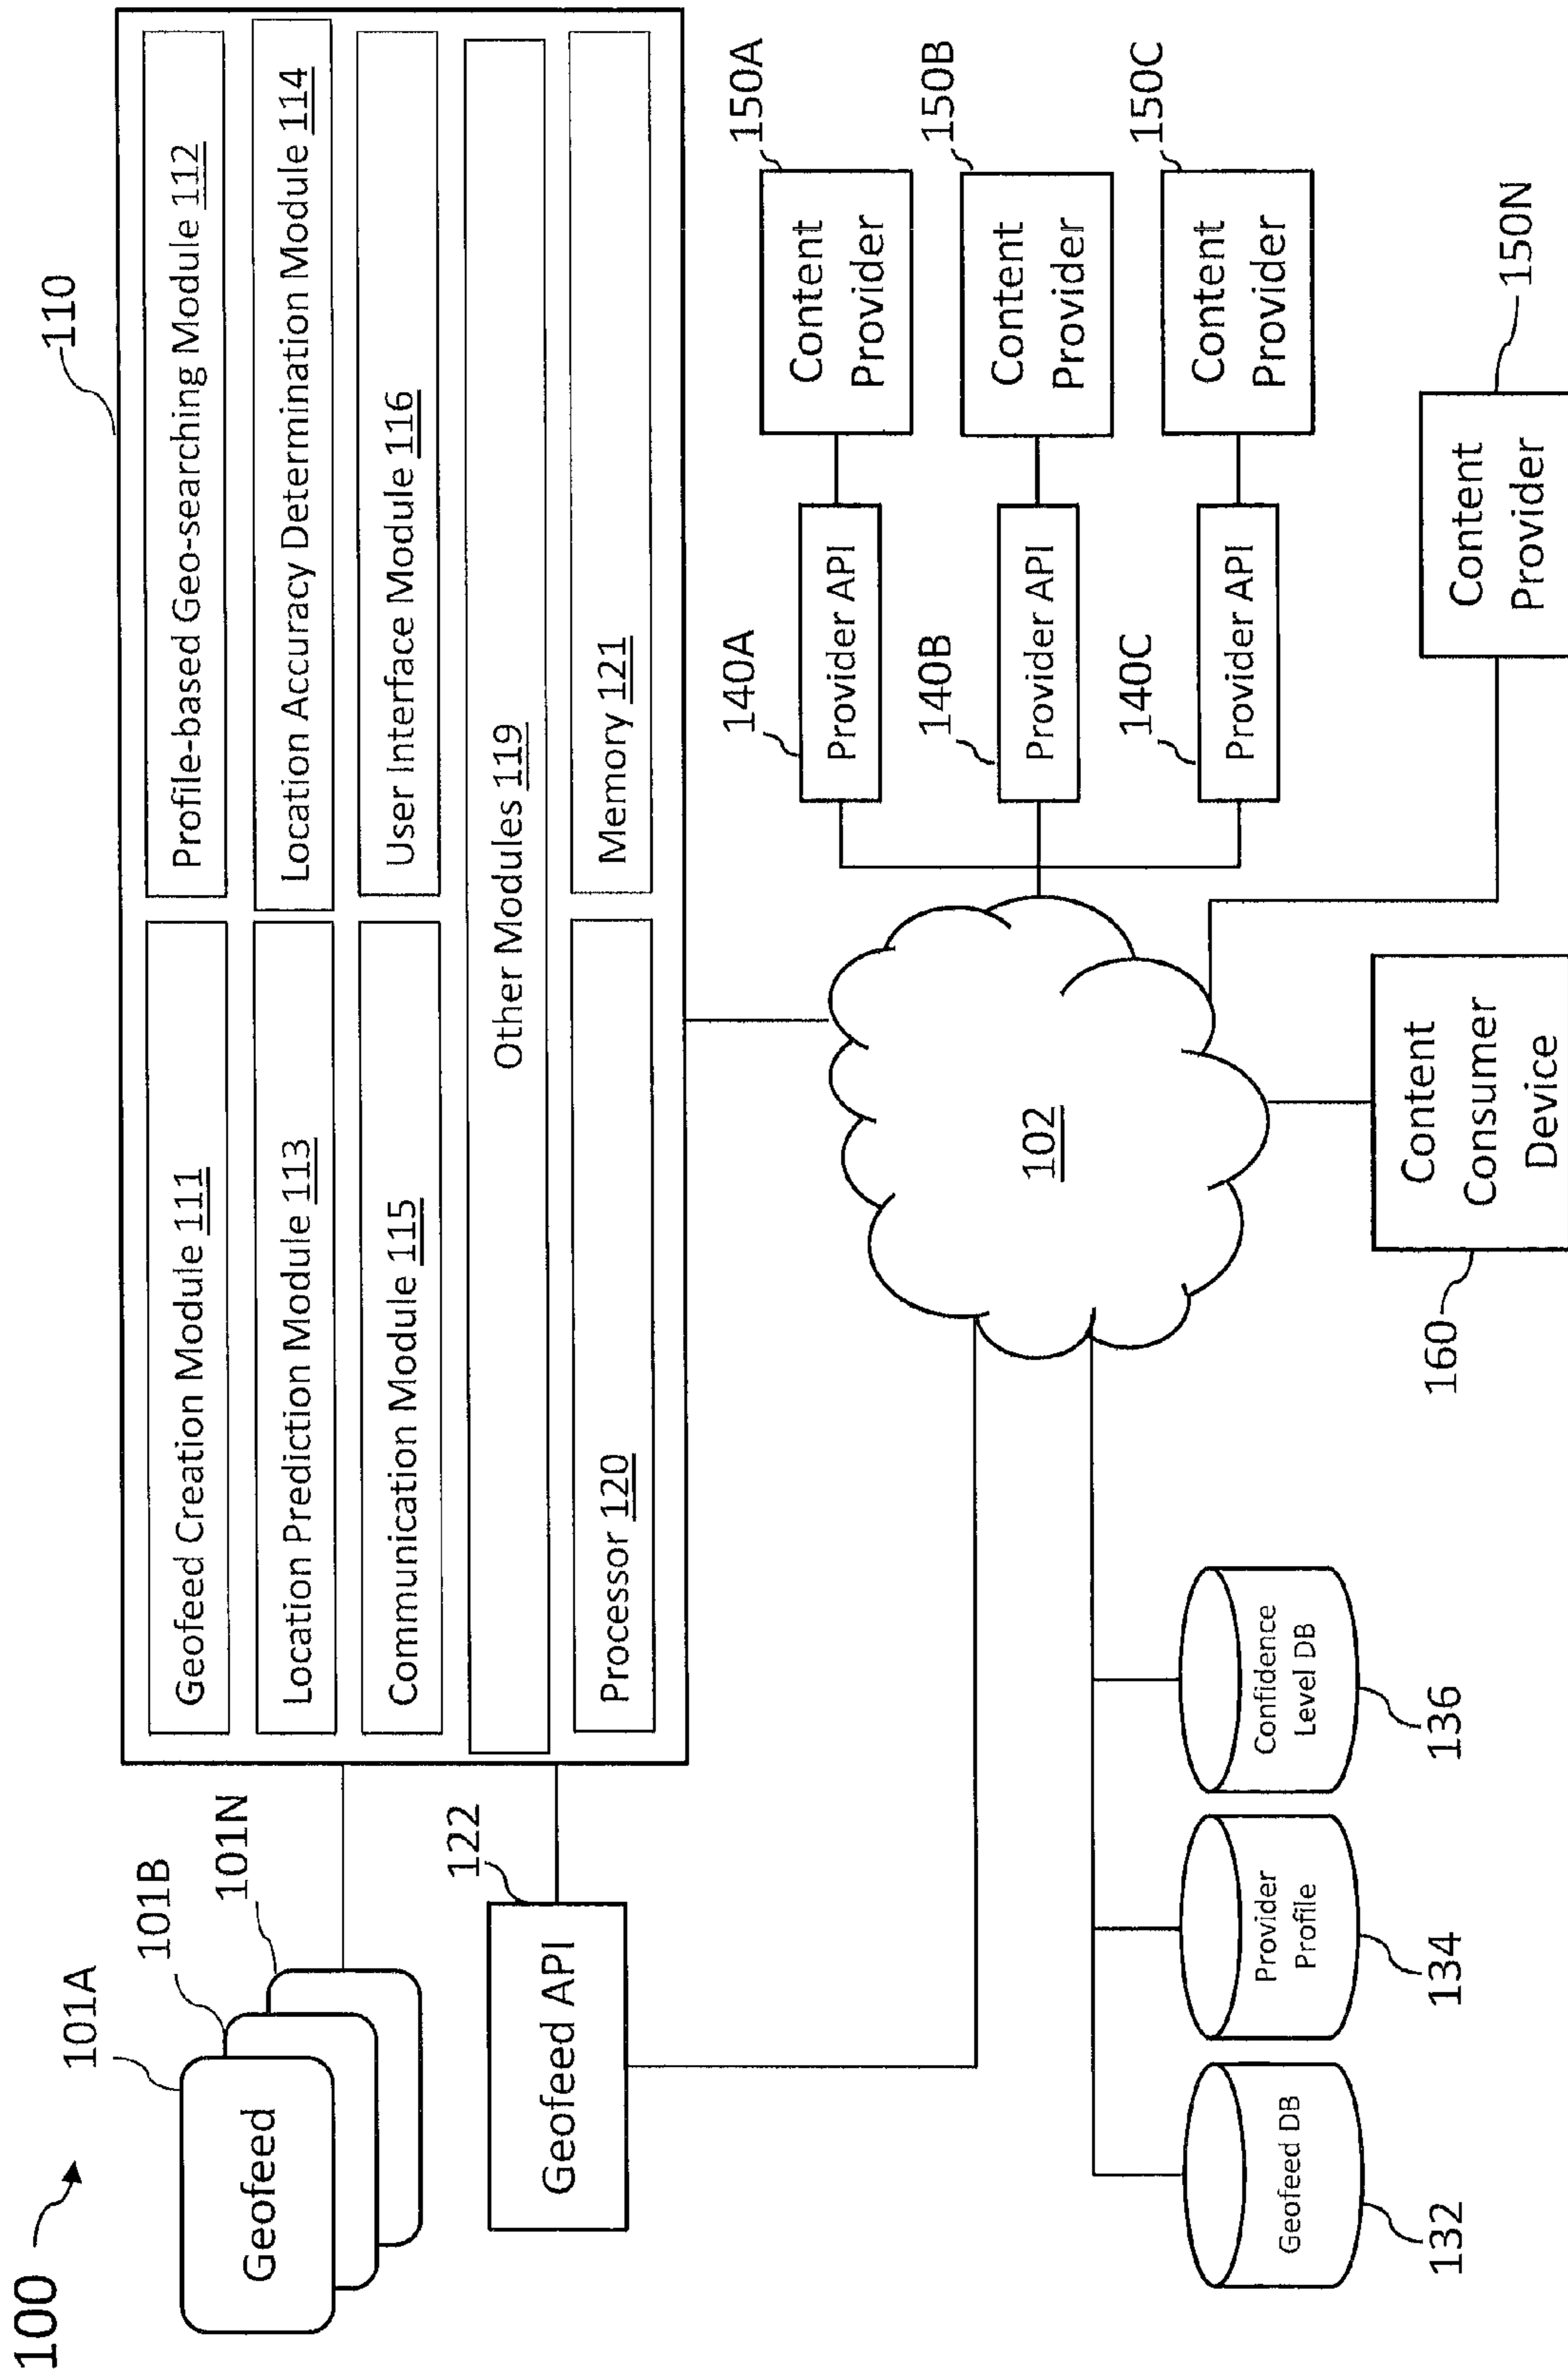 100
101A
101B
101N
Geofeed
110
Geofeed Creation Module 111
Profile-based Geo-searching Module 112
Location Prediction Module 113
Location Accuracy Determination Module 114
Communication Module 115
User Interface Module 116
Other Modules 119
Processor 120
Memory 121
122
Geofeed API
102
140A
Provider API
150A
Content
Provider
140B
Provider API
150B
Content
Provider
140C
Provider API
150C
Content
Provider
Geofeed DB
132
Provider
Profile
134
Confidence
Level DB
136
Content
Consumer
Device
160
Content
Provider
150N